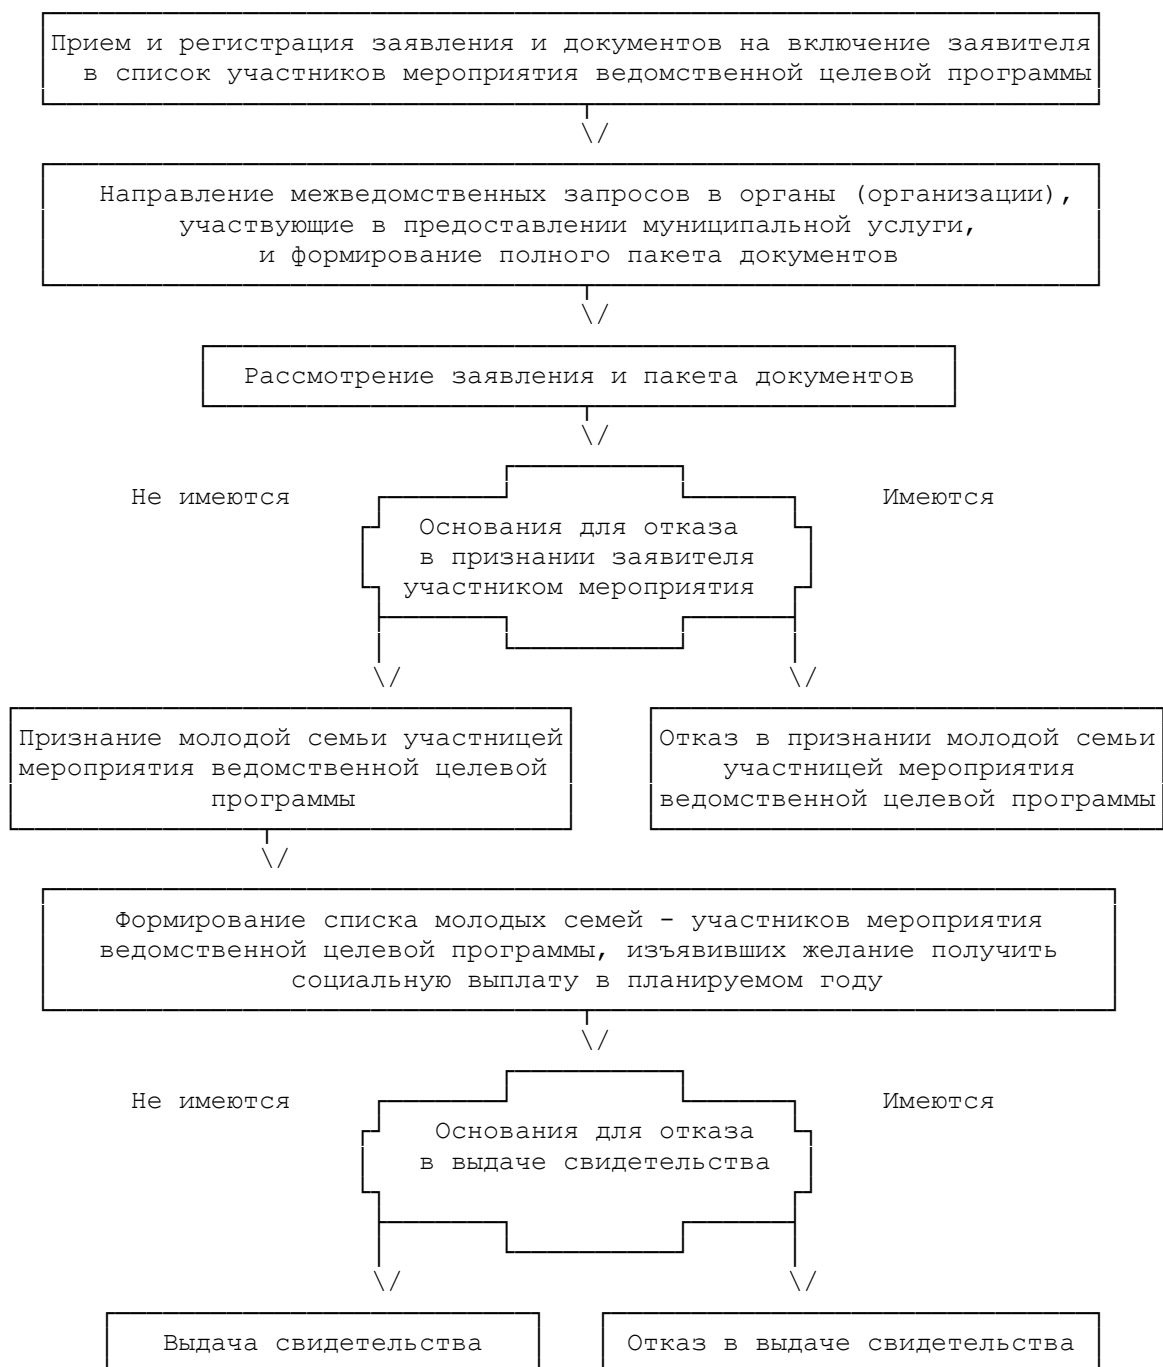 Прием и регистрация заявления и документов на включение заявителя
в список участников мероприятия ведомственной целевой программы
\/
Направление межведомственных запросов в органы (организации),
участвующие в предоставлении муниципальной услуги,
и формирование полного пакета документов
\/
Рассмотрение заявления и пакета документов
\/
Не имеются
Имеются
Основания для отказа
в признании заявителя
участником мероприятия
\/
\/
Признание молодой семьи участницей
мероприятия ведомственной целевой
программы
Отказ в признании молодой семьи
участницей мероприятия
ведомственной целевой программы
\/
Формирование списка молодых семей - участников мероприятия
ведомственной целевой программы, изъявивших желание получить
социальную выплату в планируемом году
\/
Не имеются
Имеются
Основания для отказа
в выдаче свидетельства
\/
\/
Выдача свидетельства
Отказ в выдаче свидетельства